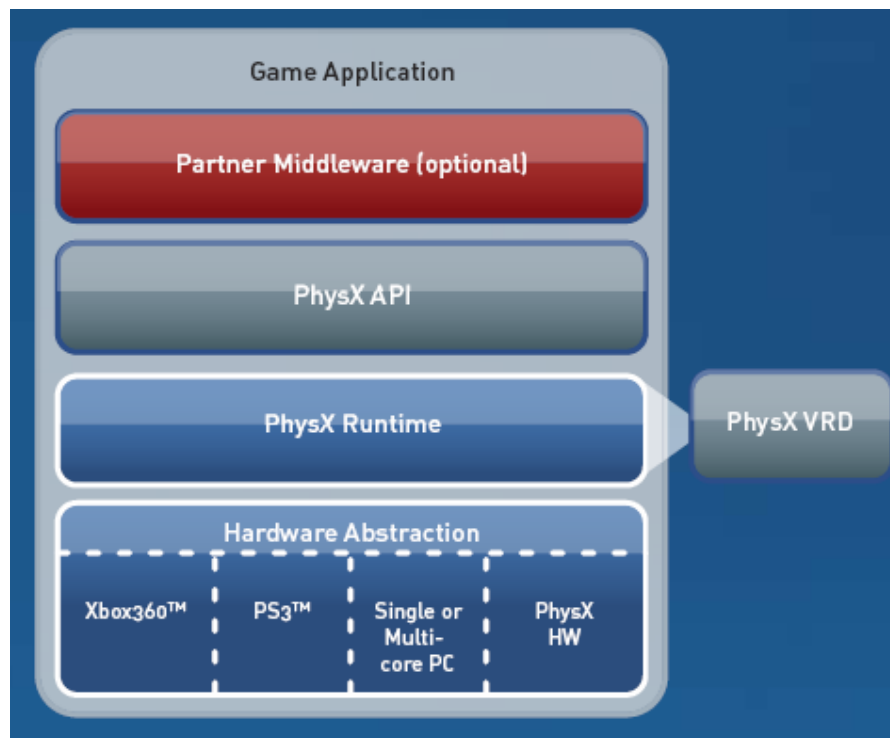 Game Application
Partner Middleware (optional)
PhysX API
PhysX Runtime
PhysX VRD
Hardware Abstraction
Xbox360™
PS3™
Single or
Multi-
core PC
PhysX
HW